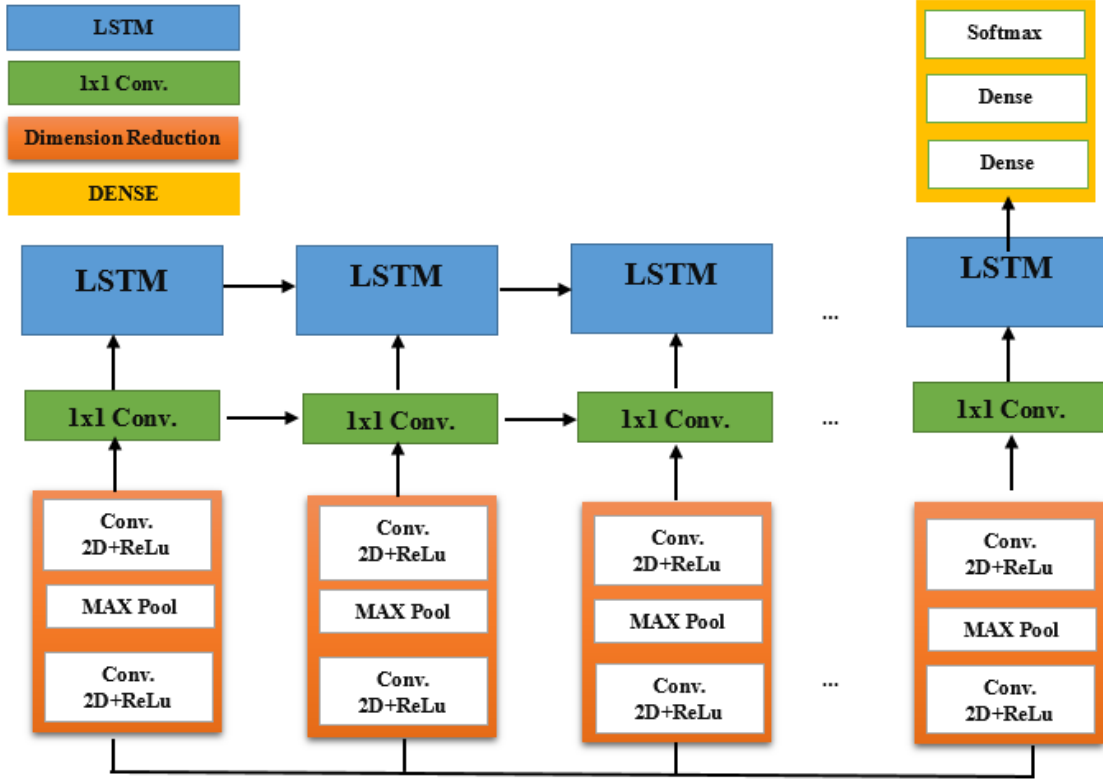 LSTM
1x1 Conv.
Dimension Reduction
DENSE
Softmax
Dense
Dense
LSTM
LSTM
LSTM
...
LSTM
1x1 Conv.
1x1 Conv.
1x1 Conv.
...
1x1 Conv.
Conv.
2D+ReLu
MAX Pool
Conv.
2D+ReLu
Conv.
2D+ReLu
MAX Pool
Conv.
2D+ReLu
Conv.
2D+ReLu
MAX Pool
Conv.
2D+ReLu
...
Conv.
2D+ReLu
MAX Pool
Conv.
2D+ReLu